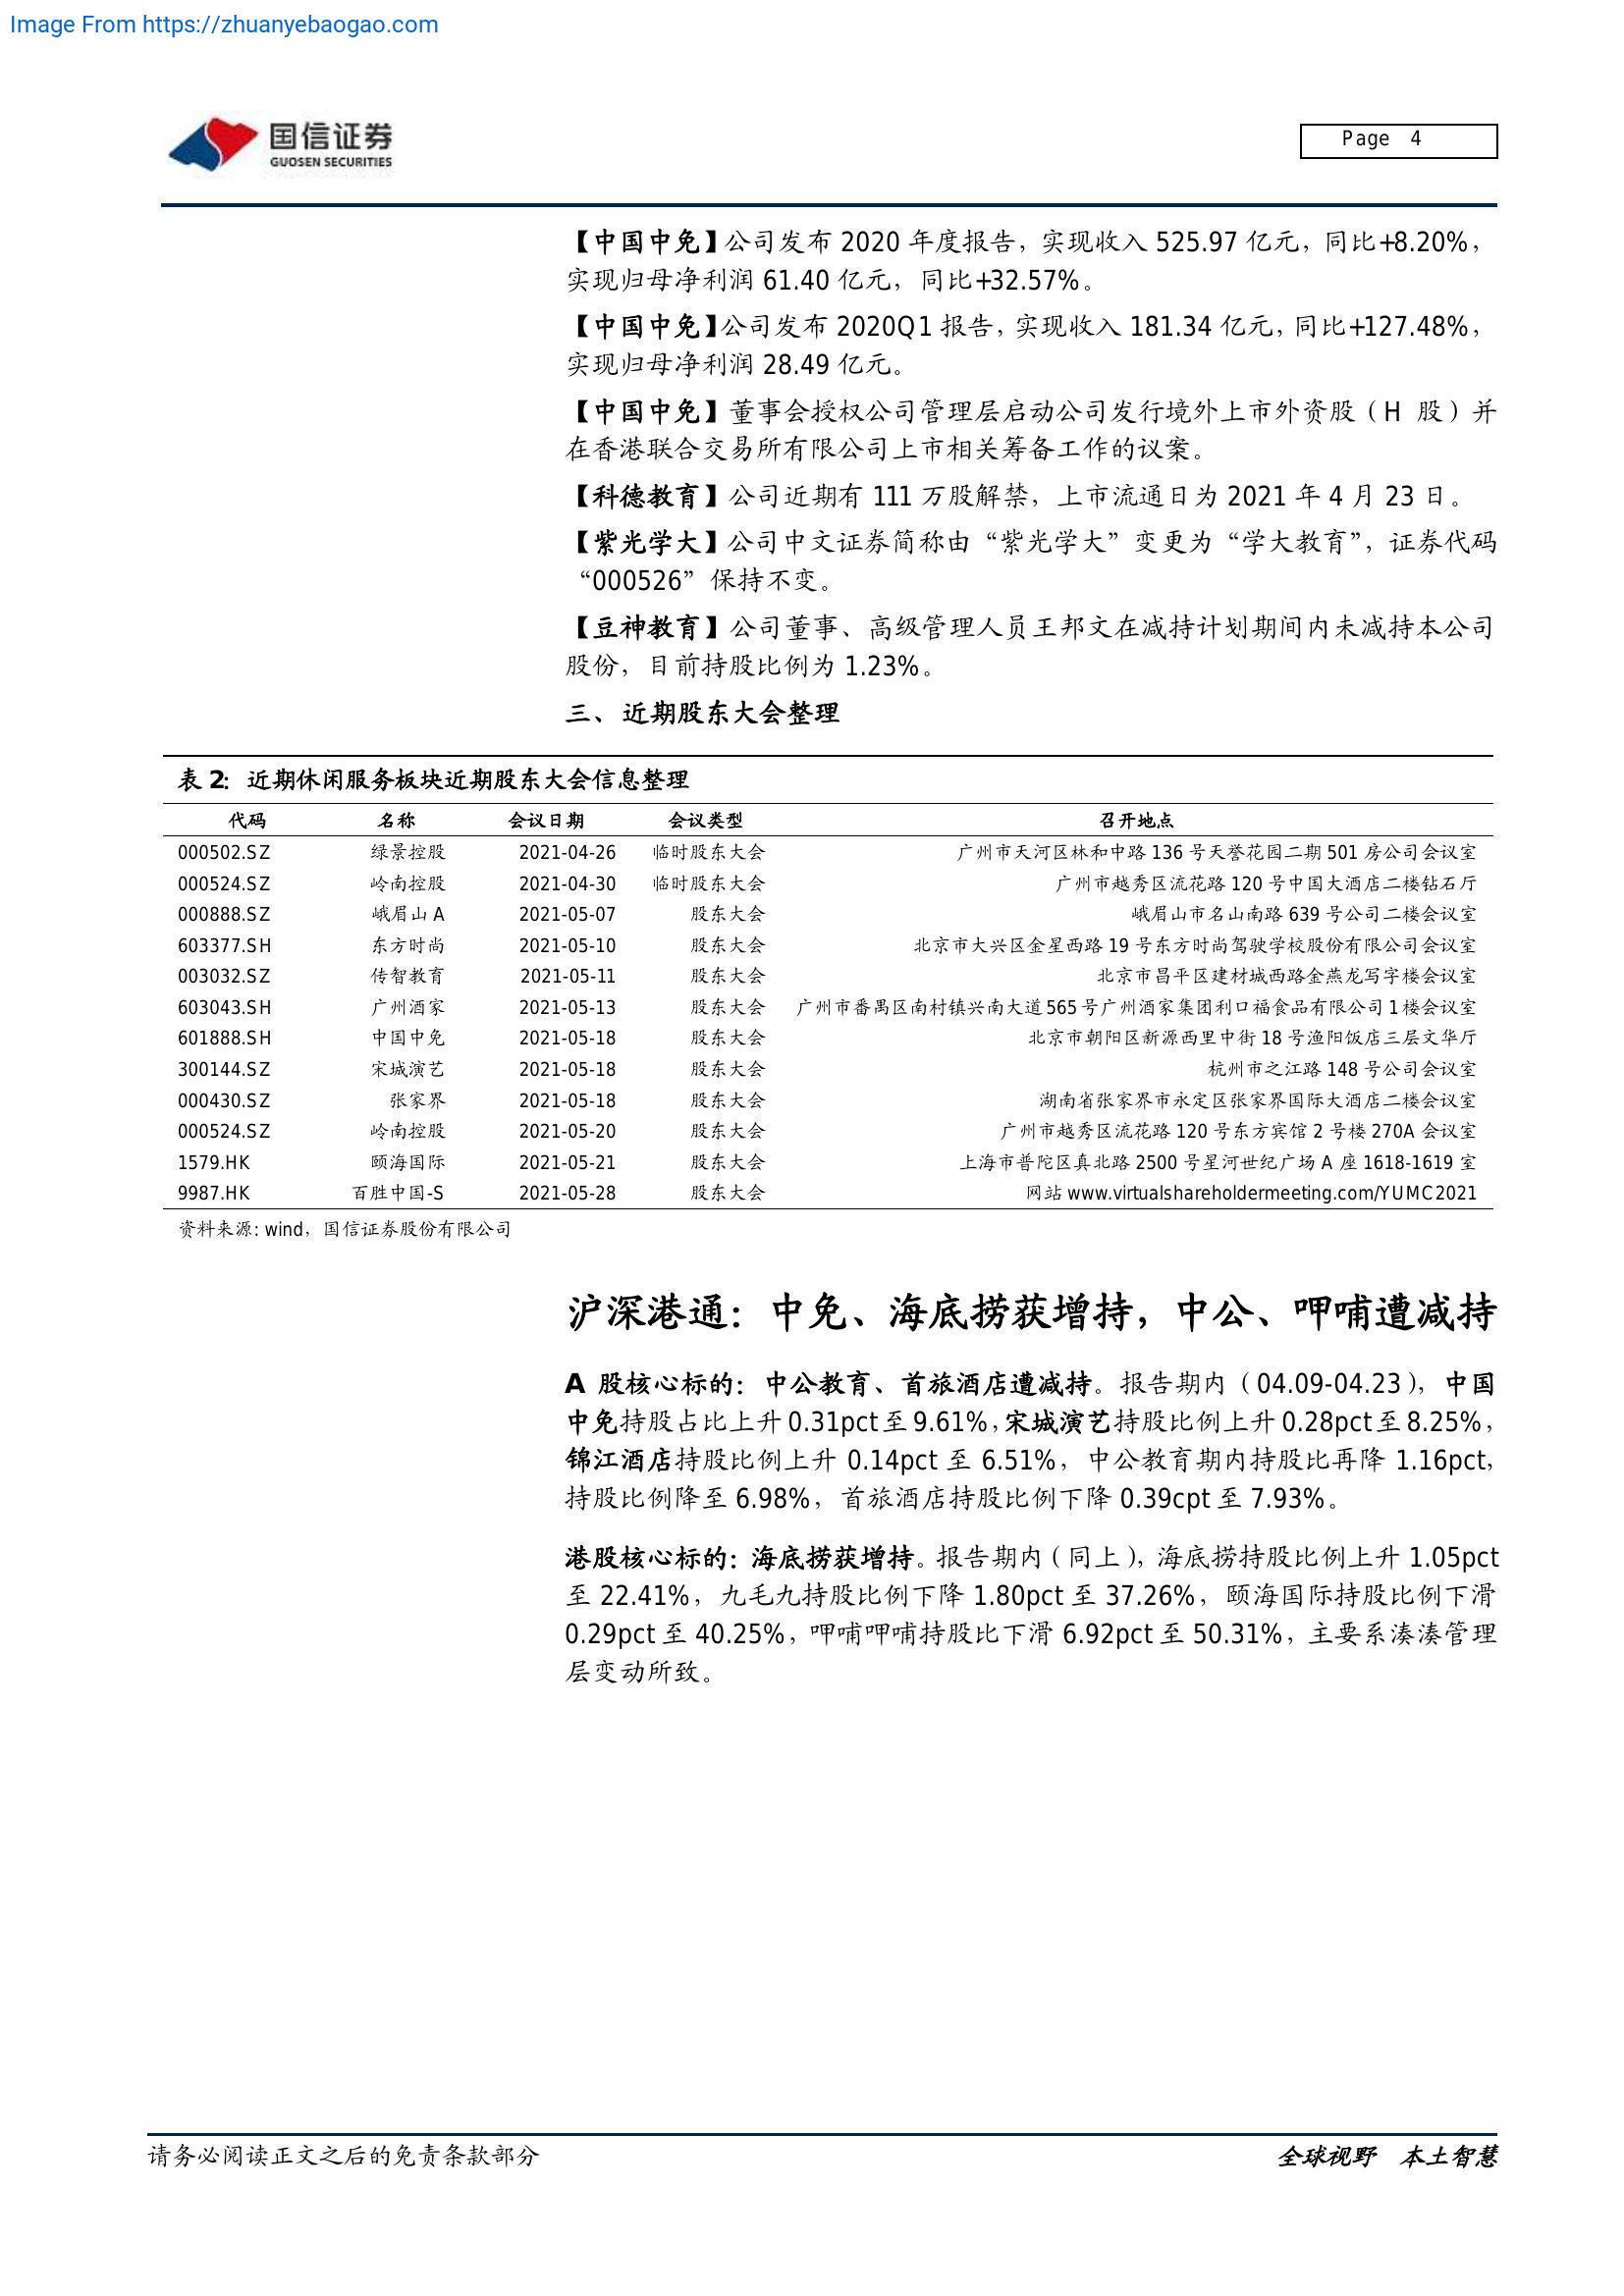 Image From https://zhuanyebaogao.com
国信证券
GUOSEN SECURITIES
Page 4
【中国中免】公司发布 2020 年度报告，实现收入 525.97 亿元，同比+8.20%，
实现归母净利润 61.40 亿元，同比+32.57%。
【中国中免】公司发布 2020Q1 报告，实现收入 181.34 亿元，同比+127.48%，
实现归母净利润 28.49 亿元。
【中国中免】董事会授权公司管理层启动公司发行境外上市外资股（H 股）并
在香港联合交易所有限公司上市相关筹备工作的议案。
【科德教育】公司近期有 111 万股解禁，上市流通日为 2021 年 4 月 23 日。
【紫光学大】公司中文证券简称由“紫光学大”变更为“学大教育”，证券代码
“000526”保持不变。
【豆神教育】公司董事、高级管理人员王邦文在减持计划期间内未减持本公司
股份，目前持股比例为 1.23%。
三、近期股东大会整理
表 2：近期休闲服务板块近期股东大会信息整理
代码 名称 会议日期 会议类型 召开地点
000502.SZ 绿景控股 2021-04-26 临时股东大会 广州市天河区林和中路 136 号天誉花园二期 501 房公司会议室
000524.SZ 岭南控股 2021-04-30 临时股东大会 广州市越秀区流花路 120 号中国大酒店二楼钻石厅
000888.SZ 峨眉山 A 2021-05-07 股东大会 峨眉山市名山南路 639 号公司二楼会议室
603377.SH 东方时尚 2021-05-10 股东大会 北京市大兴区金星西路 19 号东方时尚驾驶学校股份有限公司会议室
003032.SZ 传智教育 2021-05-11 股东大会 北京市昌平区建材城西路金燕龙写字楼会议室
603043.SH 广州酒家 2021-05-13 股东大会 广州市番禺区南村镇兴南大道 565 号广州酒家集团利口福食品有限公司 1 楼会议室
601888.SH 中国中免 2021-05-18 股东大会 北京市朝阳区新源西里中街 18 号渔阳饭店三层文华厅
300144.SZ 宋城演艺 2021-05-18 股东大会 杭州市之江路 148 号公司会议室
000430.SZ 张家界 2021-05-18 股东大会 湖南省张家界市永定区张家界国际大酒店二楼会议室
000524.SZ 岭南控股 2021-05-20 股东大会 广州市越秀区流花路 120 号东方宾馆 2 号楼 270A 会议室
1579.HK 颐海国际 2021-05-21 股东大会 上海市普陀区真北路 2500 号星河世纪广场 A 座 1618-1619 室
9987.HK 百胜中国-S 2021-05-28 股东大会 网站 www.virtualshareholdermeeting.com/YUMC2021
资料来源: wind，国信证券股份有限公司
沪深港通：中免、海底捞获增持，中公、呷哺遭减持
A 股核心标的：中公教育、首旅酒店遭减持。报告期内（04.09-04.23），中国
中免持股占比上升 0.31pct 至 9.61%，宋城演艺持股比例上升 0.28pct 至 8.25%，
锦江酒店持股比例上升 0.14pct 至 6.51%，中公教育期内持股比再降 1.16pct，
持股比例降至 6.98%，首旅酒店持股比例下降 0.39cpt 至 7.93%。
港股核心标的：海底捞获增持。报告期内（同上），海底捞持股比例上升 1.05pct
至 22.41%，九毛九持股比例下降 1.80pct 至 37.26%，颐海国际持股比例下滑
0.29pct 至 40.25%，呷哺呷哺持股比下滑 6.92pct 至 50.31%，主要系湊湊管理
层变动所致。
请务必阅读正文之后的免责条款部分
全球视野 本土智慧